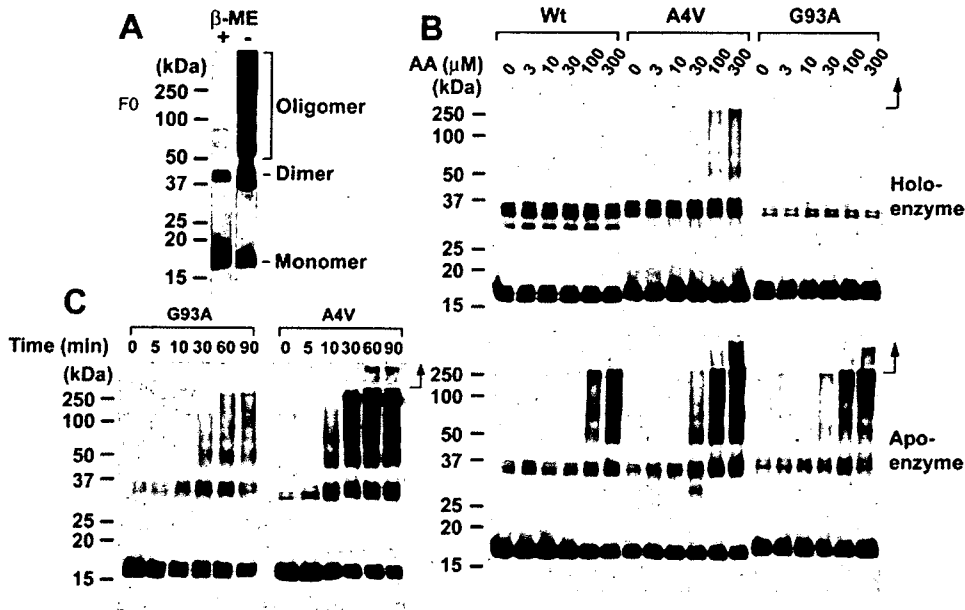 A
β-ME
+ -
(kDa)
F0
250
100
50
37
25
20
15
Oligomer
Dimer
Monomer
B
Wt A4V G93A
AA (μM) 0 3 10 30 100 300 0 3 10 30 100 300 0 3 10 30 100 300
(kDa)
250
100
50
37
25
20
15
Holo-
enzyme
250
100
50
37
25
20
15
Apo-
enzyme
C
G93A A4V
Time (min) 0 5 10 30 60 90 0 5 10 30 60 90
(kDa)
250
100
50
37
25
20
15